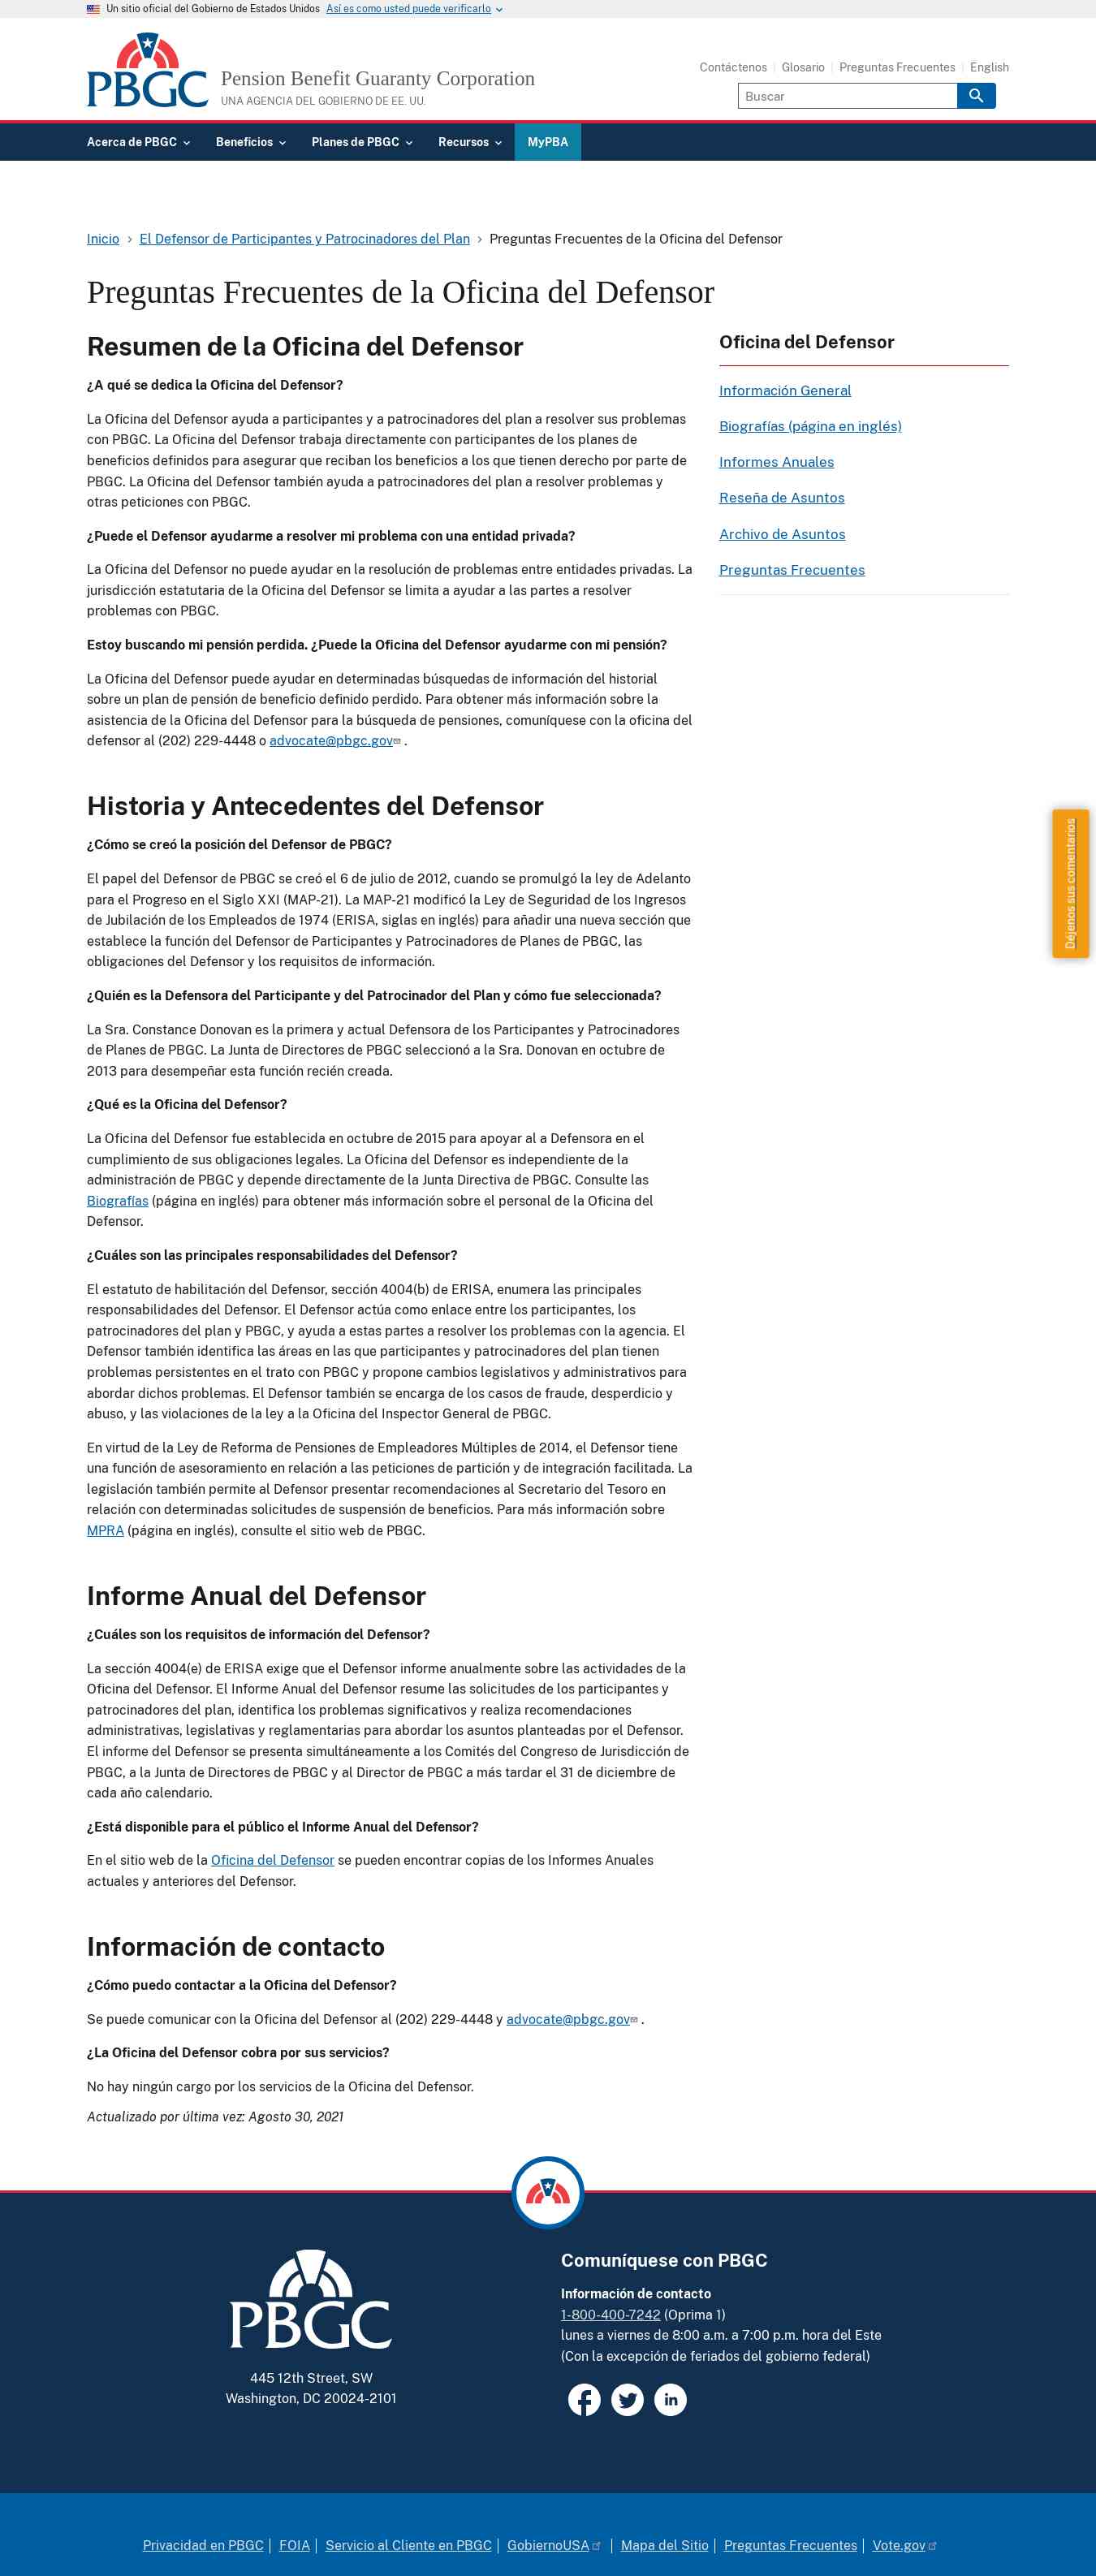 Un sitio oficial del Gobierno de Estados Unidos Así es como usted puede verificarlo
PBGC
Pension Benefit Guaranty Corporation
UNA AGENCIA DEL GOBIERNO DE EE. UU.
Contáctenos | Glosario | Preguntas Frecuentes | English
Buscar
Acerca de PBGC Beneficios Planes de PBGC Recursos MyPBA
Inicio > El Defensor de Participantes y Patrocinadores del Plan > Preguntas Frecuentes de la Oficina del Defensor
Preguntas Frecuentes de la Oficina del Defensor
Resumen de la Oficina del Defensor
¿A qué se dedica la Oficina del Defensor?
La Oficina del Defensor ayuda a participantes y a patrocinadores del plan a resolver sus problemas
con PBGC. La Oficina del Defensor trabaja directamente con participantes de los planes de
beneficios definidos para asegurar que reciban los beneficios a los que tienen derecho por parte de
PBGC. La Oficina del Defensor también ayuda a patrocinadores del plan a resolver problemas y
otras peticiones con PBGC.
¿Puede el Defensor ayudarme a resolver mi problema con una entidad privada?
La Oficina del Defensor no puede ayudar en la resolución de problemas entre entidades privadas. La
jurisdicción estatutaria de la Oficina del Defensor se limita a ayudar a las partes a resolver
problemas con PBGC.
Estoy buscando mi pensión perdida. ¿Puede la Oficina del Defensor ayudarme con mi pensión?
La Oficina del Defensor puede ayudar en determinadas búsquedas de información del historial
sobre un plan de pensión de beneficio definido perdido. Para obtener más información sobre la
asistencia de la Oficina del Defensor para la búsqueda de pensiones, comuníquese con la oficina del
defensor al (202) 229-4448 o advocate@pbgc.gov .
Historia y Antecedentes del Defensor
¿Cómo se creó la posición del Defensor de PBGC?
El papel del Defensor de PBGC se creó el 6 de julio de 2012, cuando se promulgó la ley de Adelanto
para el Progreso en el Siglo XXI (MAP-21). La MAP-21 modificó la Ley de Seguridad de los Ingresos
de Jubilación de los Empleados de 1974 (ERISA, siglas en inglés) para añadir una nueva sección que
establece la función del Defensor de Participantes y Patrocinadores de Planes de PBGC, las
obligaciones del Defensor y los requisitos de información.
¿Quién es la Defensora del Participante y del Patrocinador del Plan y cómo fue seleccionada?
La Sra. Constance Donovan es la primera y actual Defensora de los Participantes y Patrocinadores
de Planes de PBGC. La Junta de Directores de PBGC seleccionó a la Sra. Donovan en octubre de
2013 para desempeñar esta función recién creada.
¿Qué es la Oficina del Defensor?
La Oficina del Defensor fue establecida en octubre de 2015 para apoyar al a Defensora en el
cumplimiento de sus obligaciones legales. La Oficina del Defensor es independiente de la
administración de PBGC y depende directamente de la Junta Directiva de PBGC. Consulte las
Biografías (página en inglés) para obtener más información sobre el personal de la Oficina del
Defensor.
¿Cuáles son las principales responsabilidades del Defensor?
El estatuto de habilitación del Defensor, sección 4004(b) de ERISA, enumera las principales
responsabilidades del Defensor. El Defensor actúa como enlace entre los participantes, los
patrocinadores del plan y PBGC, y ayuda a estas partes a resolver los problemas con la agencia. El
Defensor también identifica las áreas en las que participantes y patrocinadores del plan tienen
problemas persistentes en el trato con PBGC y propone cambios legislativos y administrativos para
abordar dichos problemas. El Defensor también se encarga de los casos de fraude, desperdicio y
abuso, y las violaciones de la ley a la Oficina del Inspector General de PBGC.
En virtud de la Ley de Reforma de Pensiones de Empleadores Múltiples de 2014, el Defensor tiene
una función de asesoramiento en relación a las peticiones de partición y de integración facilitada. La
legislación también permite al Defensor presentar recomendaciones al Secretario del Tesoro en
relación con determinadas solicitudes de suspensión de beneficios. Para más información sobre
MPRA (página en inglés), consulte el sitio web de PBGC.
Informe Anual del Defensor
¿Cuáles son los requisitos de información del Defensor?
La sección 4004(e) de ERISA exige que el Defensor informe anualmente sobre las actividades de la
Oficina del Defensor. El Informe Anual del Defensor resume las solicitudes de los participantes y
patrocinadores del plan, identifica los problemas significativos y realiza recomendaciones
administrativas, legislativas y reglamentarias para abordar los asuntos planteadas por el Defensor.
El informe del Defensor se presenta simultáneamente a los Comités del Congreso de Jurisdicción de
PBGC, a la Junta de Directores de PBGC y al Director de PBGC a más tardar el 31 de diciembre de
cada año calendario.
¿Está disponible para el público el Informe Anual del Defensor?
En el sitio web de la Oficina del Defensor se pueden encontrar copias de los Informes Anuales
actuales y anteriores del Defensor.
Información de contacto
¿Cómo puedo contactar a la Oficina del Defensor?
Se puede comunicar con la Oficina del Defensor al (202) 229-4448 y advocate@pbgc.gov .
¿La Oficina del Defensor cobra por sus servicios?
No hay ningún cargo por los servicios de la Oficina del Defensor.
Actualizado por última vez: Agosto 30, 2021
Oficina del Defensor
Información General
Biografías (página en inglés)
Informes Anuales
Reseña de Asuntos
Archivo de Asuntos
Preguntas Frecuentes
Déjenos sus comentarios
PBGC
445 12th Street, SW
Washington, DC 20024-2101
Comuníquese con PBGC
Información de contacto
1-800-400-7242 (Oprima 1)
lunes a viernes de 8:00 a.m. a 7:00 p.m. hora del Este
(Con la excepción de feriados del gobierno federal)
Privacidad en PBGC | FOIA | Servicio al Cliente en PBGC | GobiernoUSA | Mapa del Sitio | Preguntas Frecuentes | Vote.gov